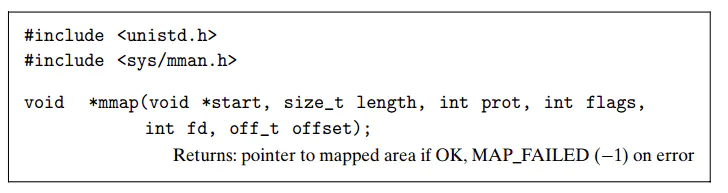 #include <unistd.h>
#include <sys/mman.h>
void  *mmap(void *start, size_t length, int prot, int flags,
int fd, off_t offset);
Returns: pointer to mapped area if OK, MAP_FAILED (−1) on error